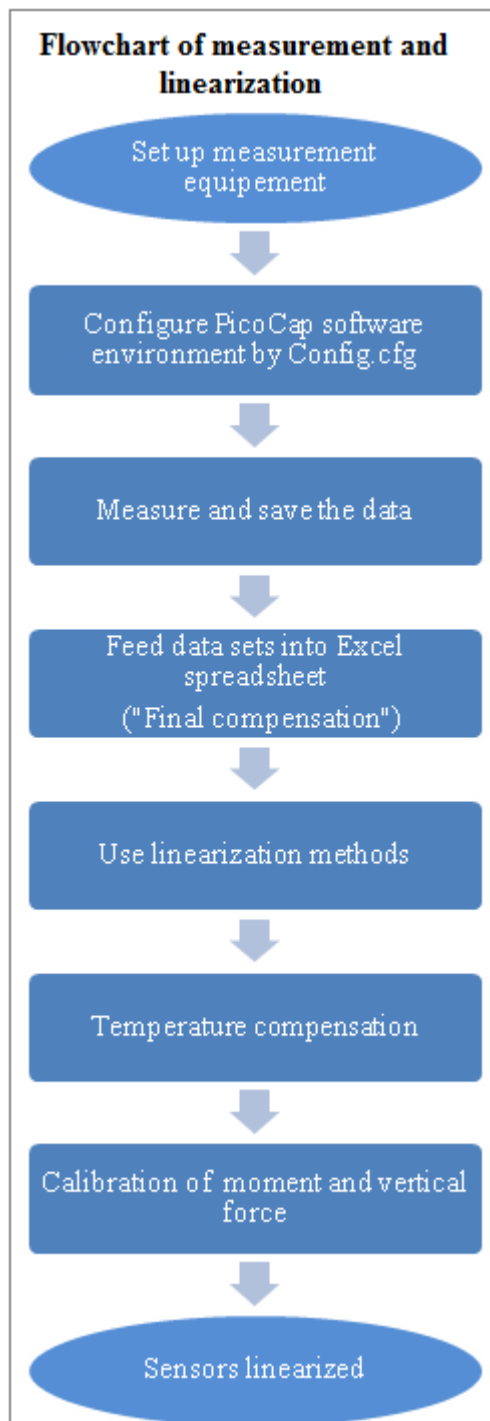 Flowchart of measurement and
linearization
Set up measurement
equipement
Configure PicoCap software
environment by Config.cfg
Measure and save the data
Feed data sets into Excel
spreadsheet
("Final compensation")
Use linearization methods
Temperature compensation
Calibration of moment and vertical
force
Sensors linearized